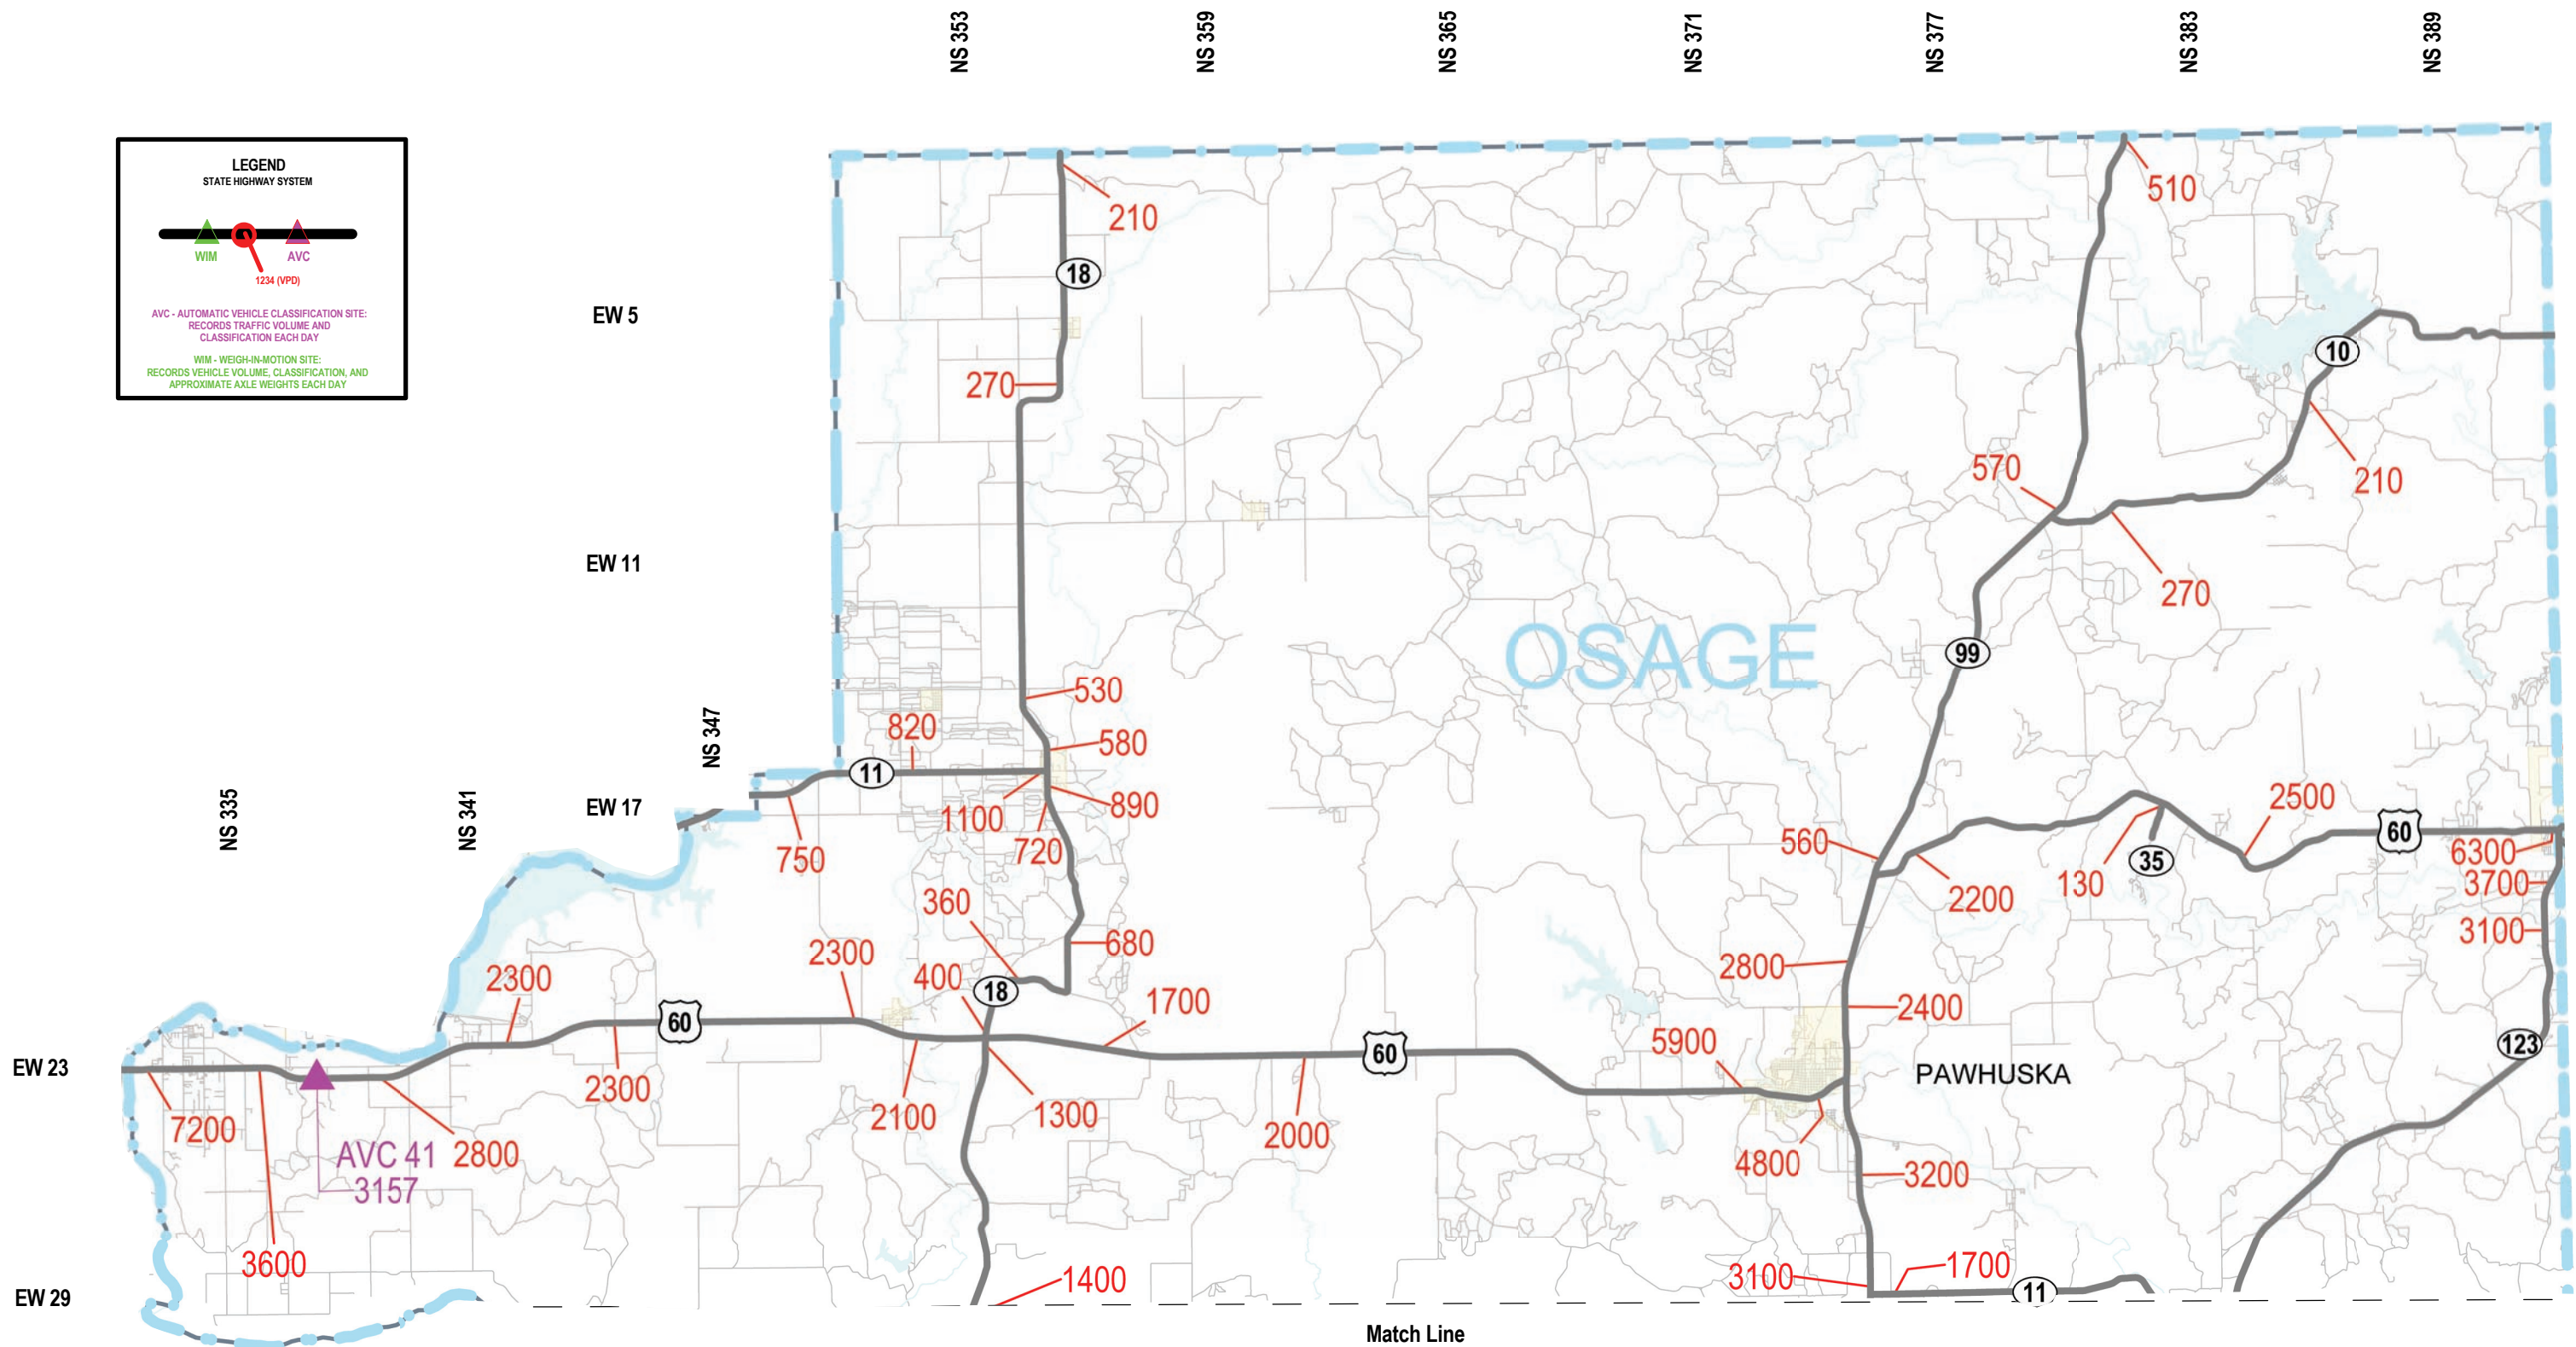 NS 353
NS 359
NS 365
NS 371
NS 377
NS 383
NS 389
LEGEND
STATE HIGHWAY SYSTEM
WIM
AVC
1234 (VPD)
AVC - AUTOMATIC VEHICLE CLASSIFICATION SITE:
RECORDS TRAFFIC VOLUME AND
CLASSIFICATION EACH DAY
WIM - WEIGH-IN-MOTION SITE:
RECORDS VEHICLE VOLUME, CLASSIFICATION, AND
APPROXIMATE AXLE WEIGHTS EACH DAY
510
210
18
EW 5
10
270
570
210
EW 11
270
OSAGE
99
530
NS 347
820
580
11
2500
NS 335
NS 341
EW 17
1100
890
60
720
560
6300
750
35
3700
130
360
2200
3100
680
2300
2800
400
2300
18
1700
2400
60
5900
123
60
EW 23
PAWHUSKA
2300
2100
1300
7200
2000
AVC 41
3157
2800
4800
3200
3600
1400
3100
1700
11
EW 29
Match Line